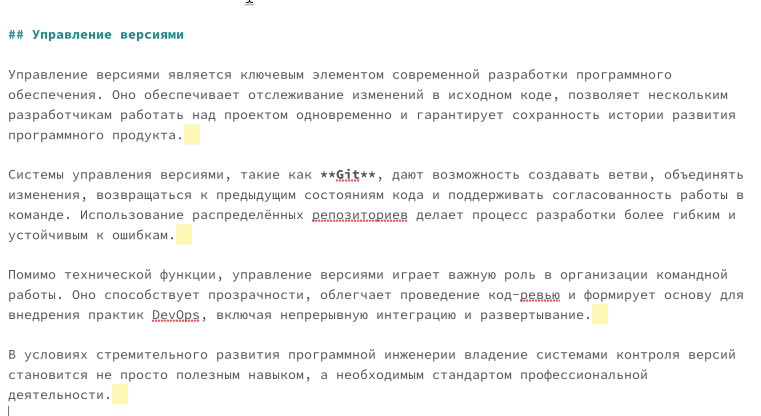 ## Управление версиями
Управление версиями является ключевым элементом современной разработки программного
обеспечения. Оно обеспечивает отслеживание изменений в исходном коде, позволяет нескольким
разработчикам работать над проектом одновременно и гарантирует сохранность истории развития
программного продукта.
Системы управления версиями, такие как **Git**, дают возможность создавать ветви, объединять
изменения, возвращаться к предыдущим состояниям кода и поддерживать согласованность работы в
команде. Использование распределённых репозиториев делает процесс разработки более гибким и
устойчивым к ошибкам.
Помимо технической функции, управление версиями играет важную роль в организации командной
работы. Оно способствует прозрачности, облегчает проведение код-ревью и формирует основу для
внедрения практик DevOps, включая непрерывную интеграцию и развертывание.
В условиях стремительного развития программной инженерии владение системами контроля версий
становится не просто полезным навыком, а необходимым стандартом профессиональной
деятельности.